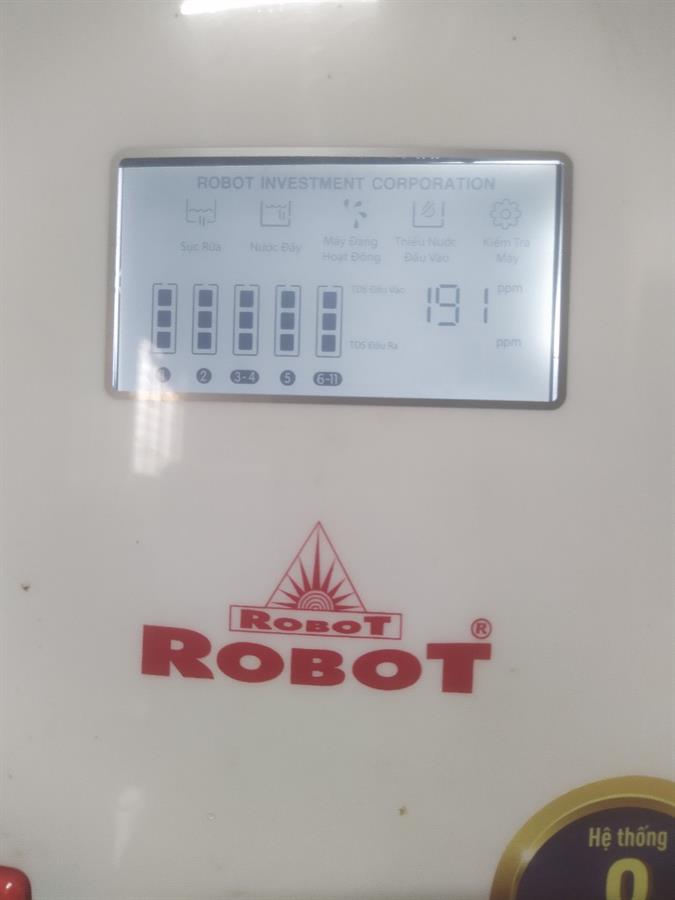 ROBOT INVESTMENT CORPORATION
Sục Rửa
Nước Đầy
Máy Đang
Hoạt Động
Thiếu Nước
Đầu Vào
Kiểm Tra
Máy
TDS Đầu Vào
191 ppm
TDS Đầu Ra
ppm
1 2 3-4 5 6-11
ROBOT
ROBOT®
Hệ thống